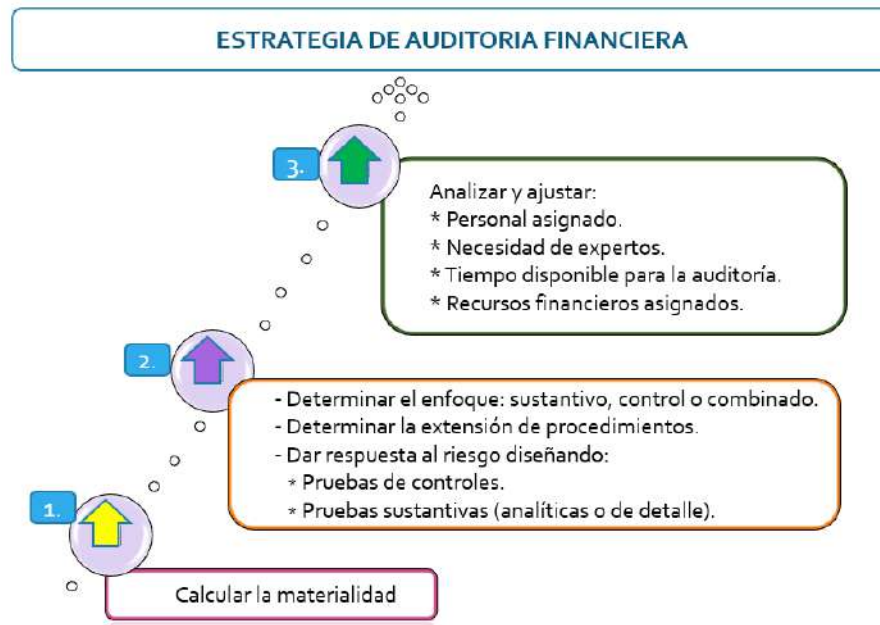 ESTRATEGIA DE AUDITORIA FINANCIERA
3.
Analizar y ajustar:
* Personal asignado.
* Necesidad de expertos.
* Tiempo disponible para la auditoría.
* Recursos financieros asignados.
2.
- Determinar el enfoque: sustantivo, control o combinado.
- Determinar la extensión de procedimientos.
- Dar respuesta al riesgo diseñando:
* Pruebas de controles.
* Pruebas sustantivas (analíticas o de detalle).
1.
Calcular la materialidad